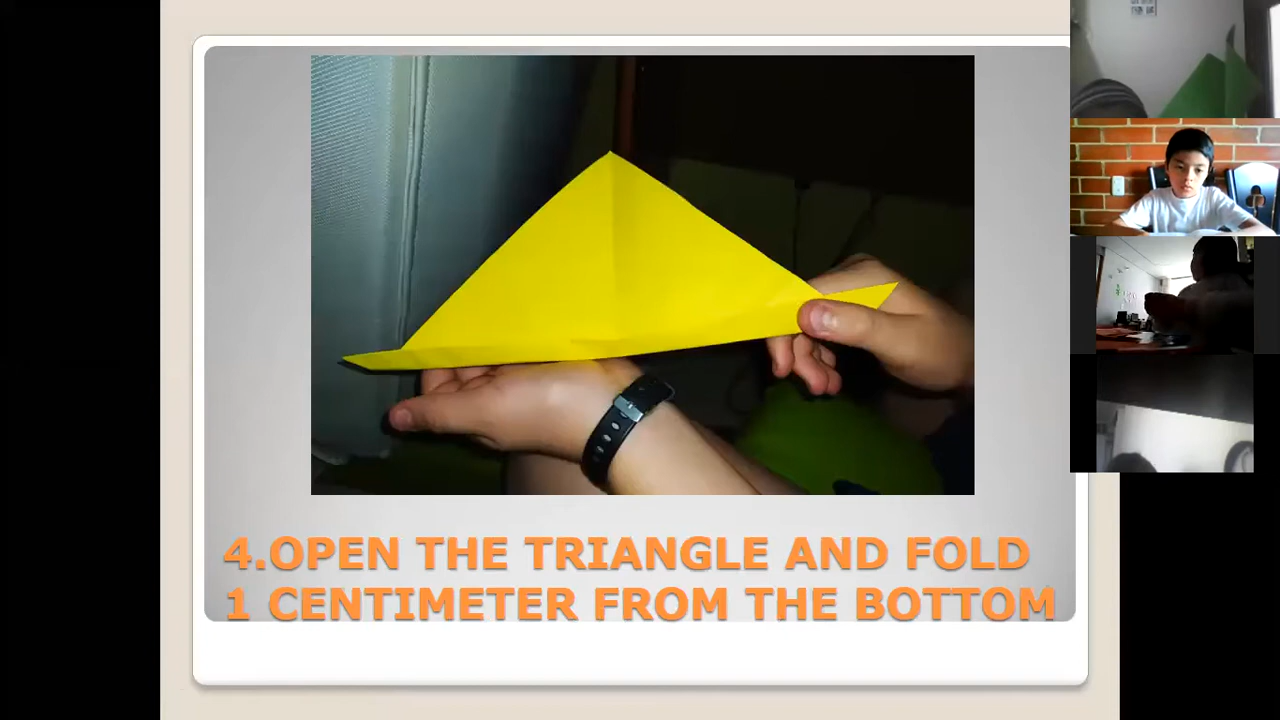 4.OPEN THE TRIANGLE AND FOLD
1 CENTIMETER FROM THE BOTTOM